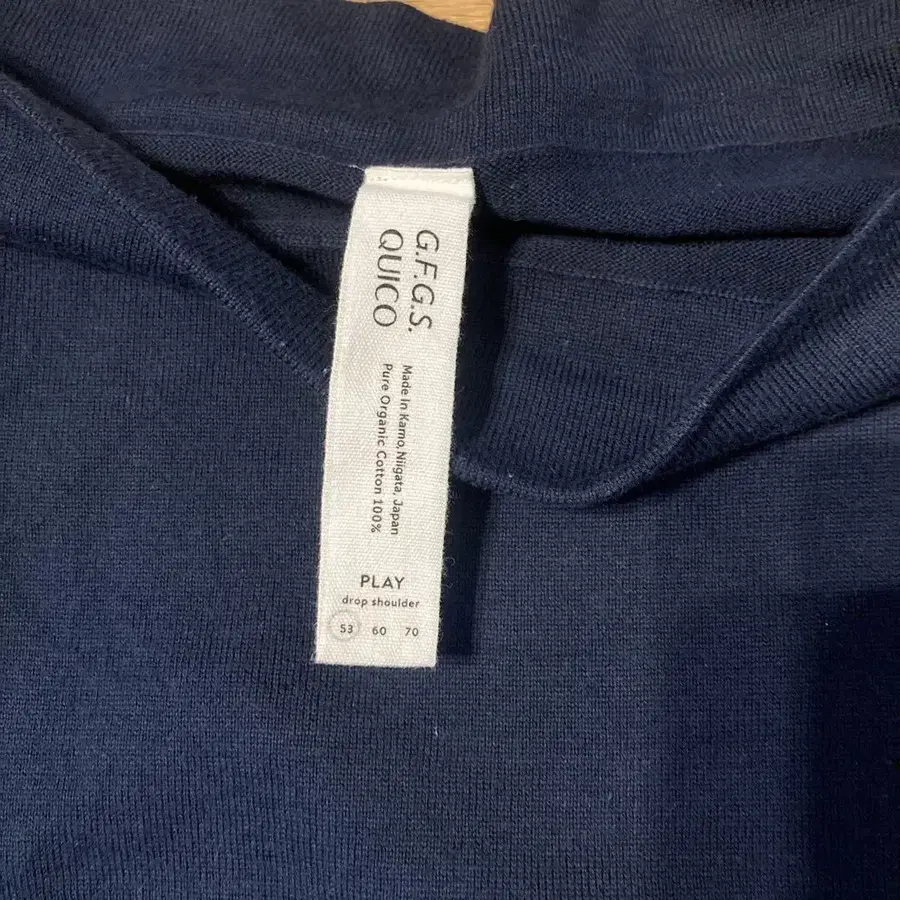 G.F.G.S.
QUICO
Made In Kamo, Niigata, Japan
Pure Organic Cotton 100%
PLAY
drop shoulder
53 60 70